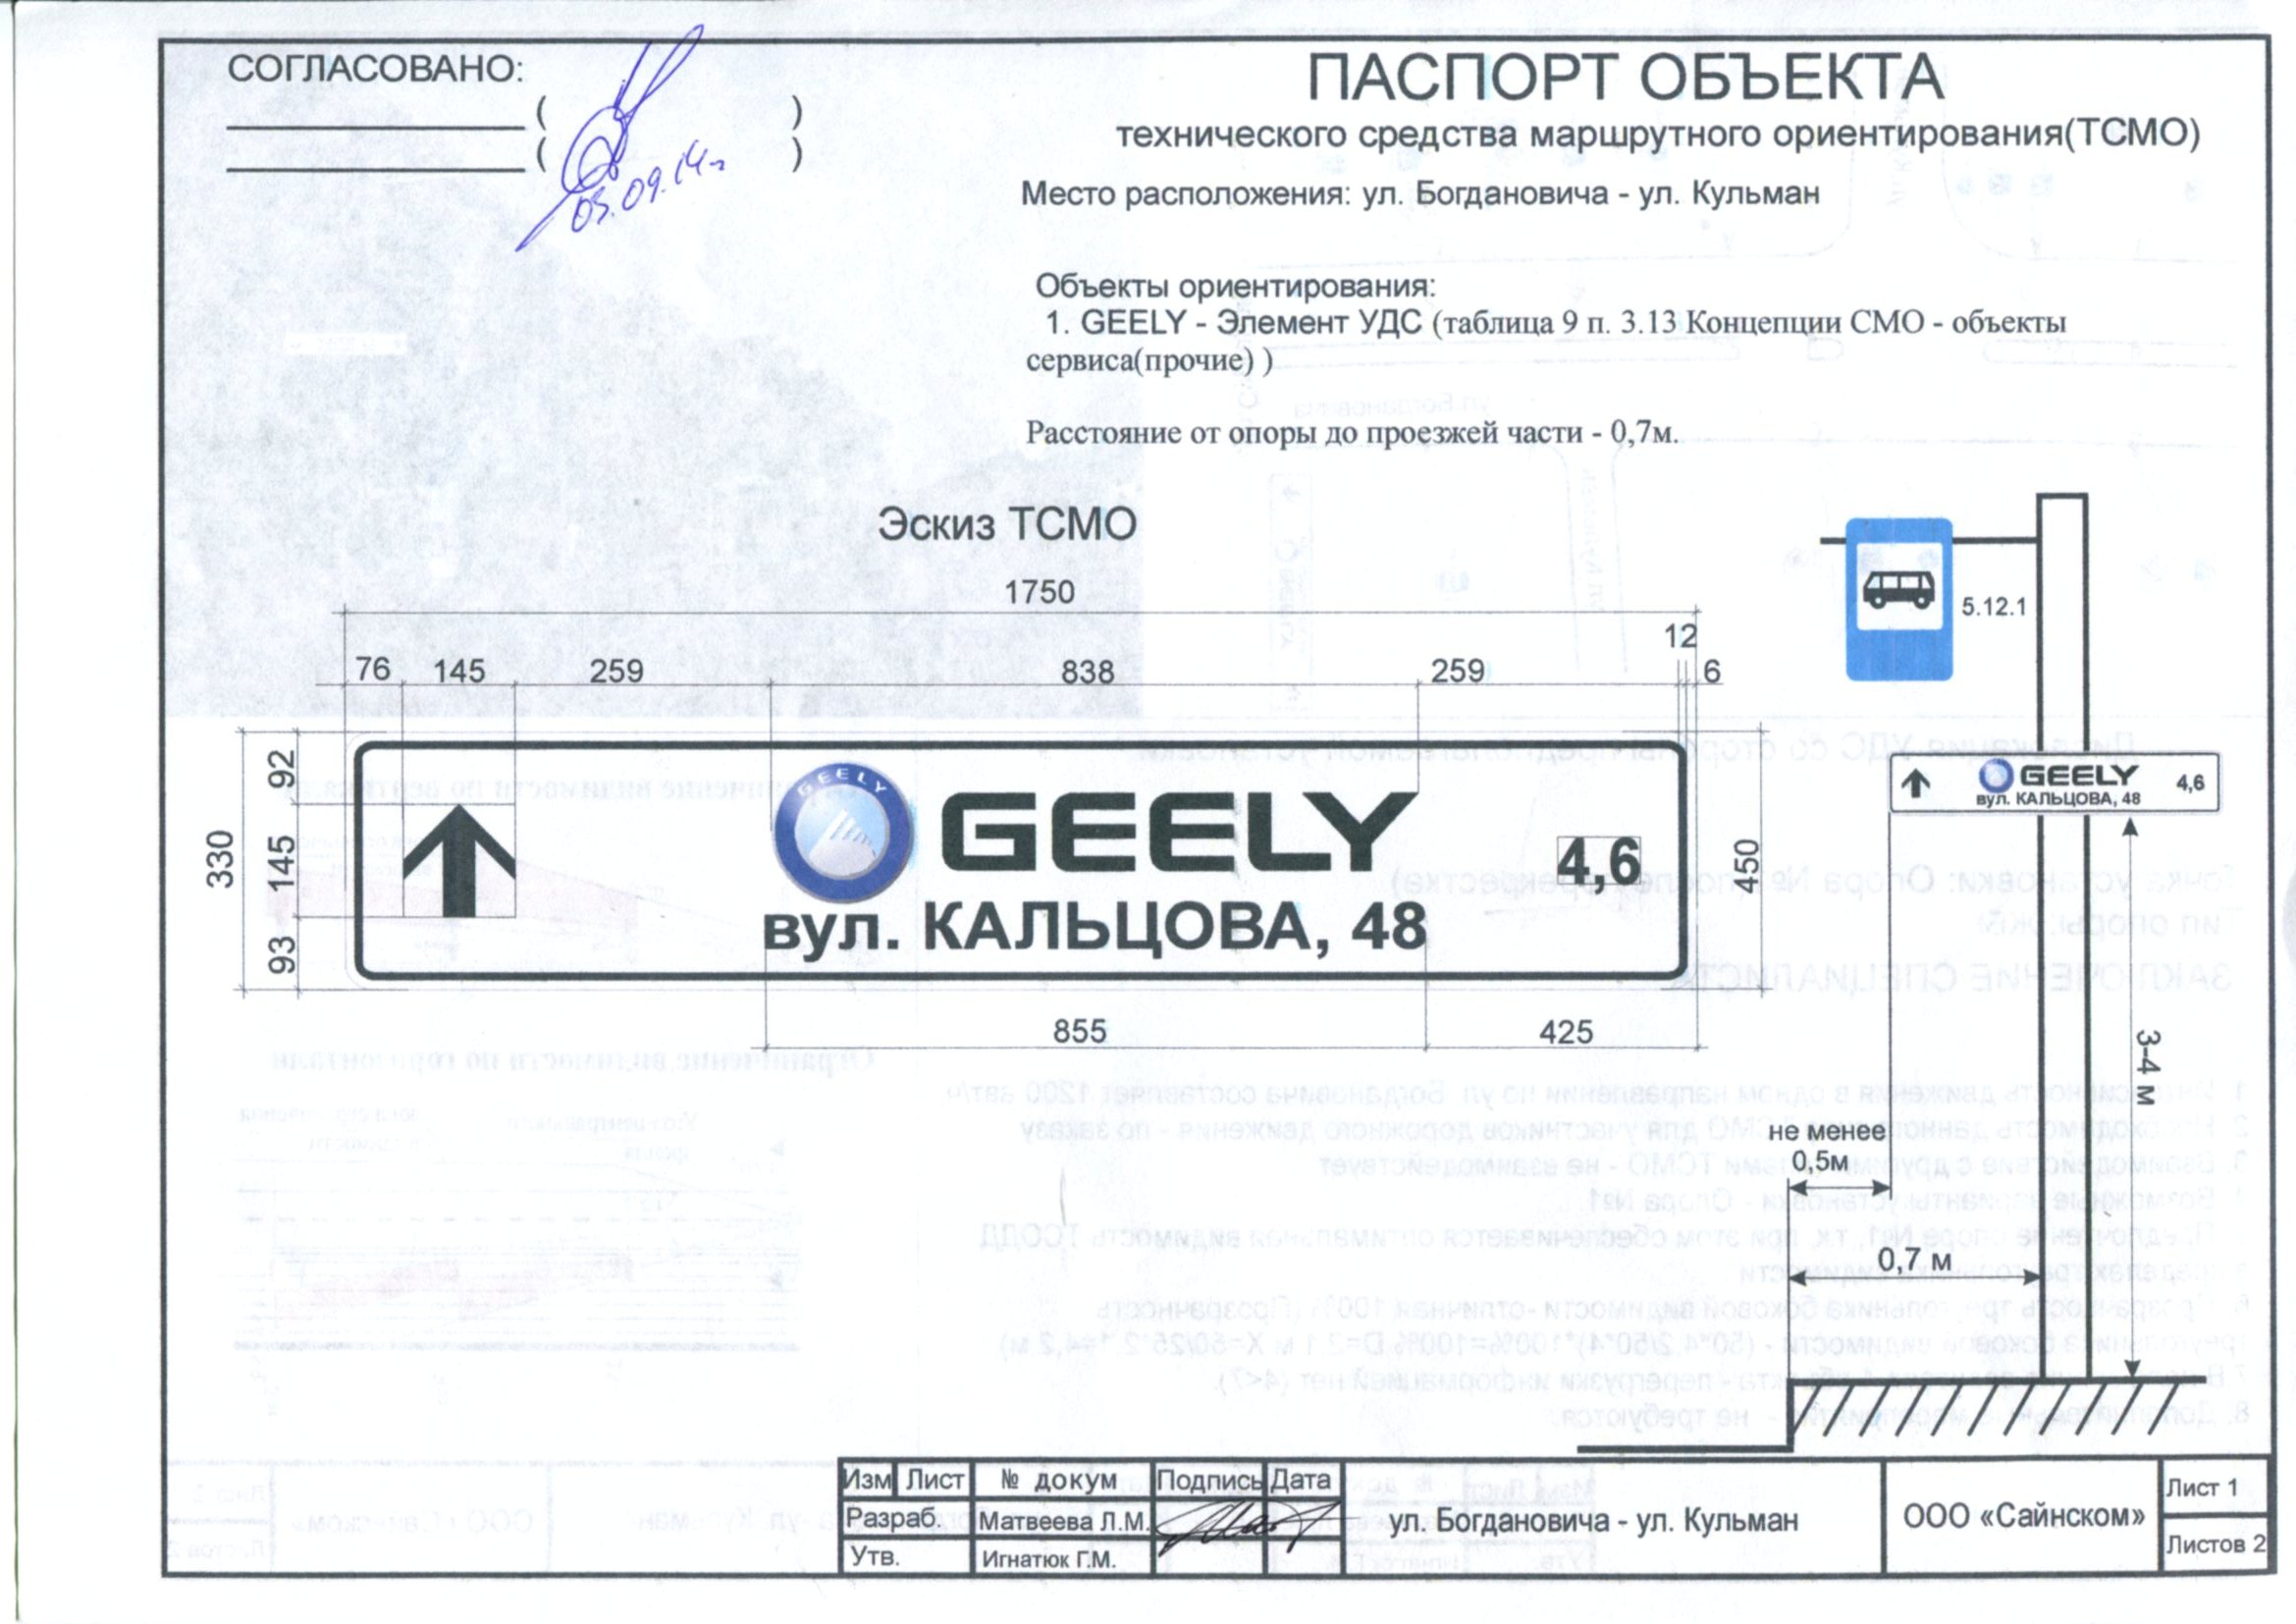 СОГЛАСОВАНО:
( )
( )
03.09.14г
ПАСПОРТ ОБЪЕКТА
технического средства маршрутного ориентирования(ТСМО)
Место расположения: ул. Богдановича - ул. Кульман
Объекты ориентирования:
1. GEELY - Элемент УДС (таблица 9 п. 3.13 Концепции СМО - объекты
сервиса(прочие) )
Расстояние от опоры до проезжей части - 0,7м.
Эскиз ТСМО
1750
12
76 145 259 838 259 6
330
92
145
93
GEELY
GEELY
4,6
вул. КАЛЬЦОВА, 48
450
855 425
5.12.1
GEELY 4,6
вул. КАЛЬЦОВА, 48
3-4 м
не менее
0,5м
0,7 м
Изм Лист № докум Подпись Дата
Разраб. Матвеева Л.М.
Утв. Игнатюк Г.М.
ул. Богдановича - ул. Кульман
ООО «Сайнском»
Лист 1
Листов 2